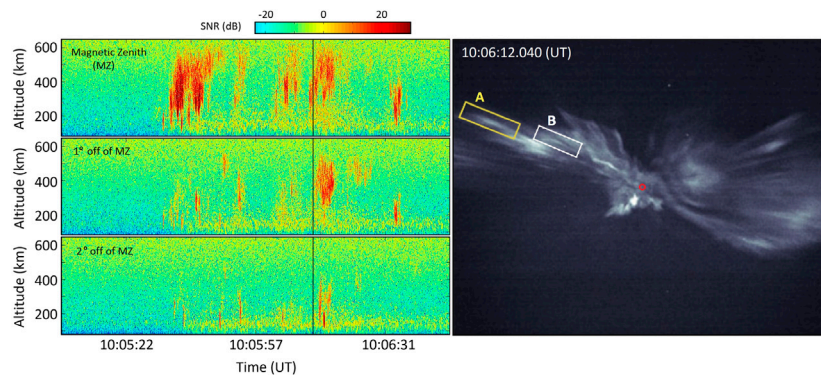 SNR (dB)
-20 0 20
Altitude (km)
600
400
200
Magnetic Zenith
(MZ)
Altitude (km)
600
400
200
1° off of MZ
Altitude (km)
600
400
200
2° off of MZ
10:05:22 10:05:57 10:06:31
Time (UT)
10:06:12.040 (UT)
A
B